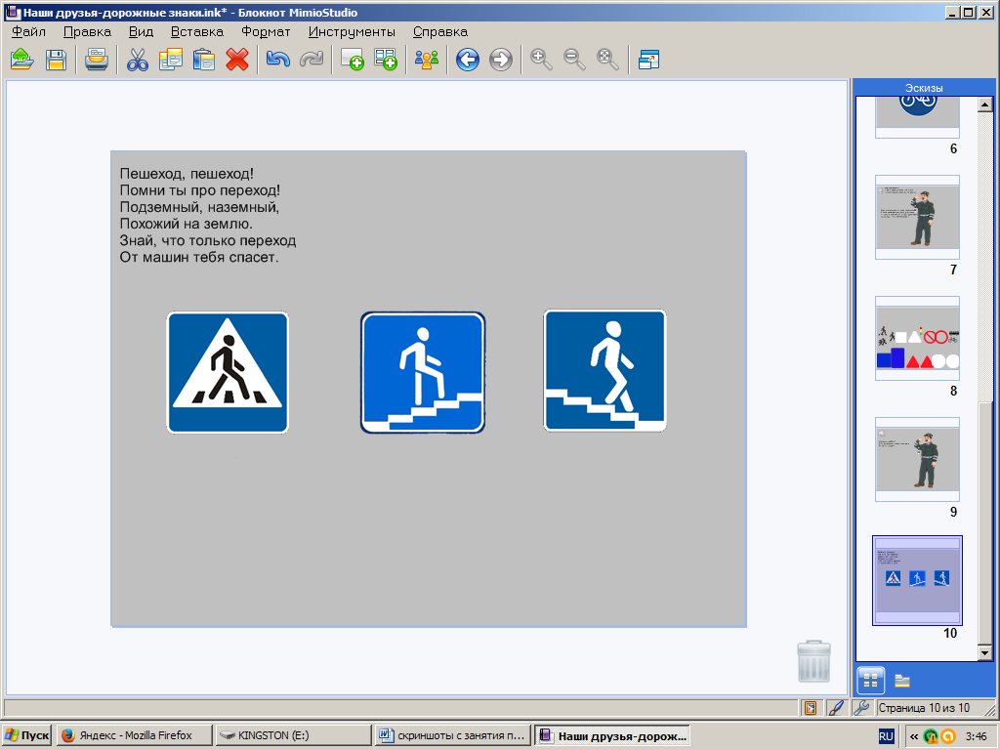 Наши друзья-дорожные знаки.ink* - Блокнот MimioStudio
Файл Правка Вид Вставка Формат Инструменты Справка
Эскизы
Пешеход, пешеход!
Помни ты про переход!
Подземный, наземный,
Похожий на землю.
Знай, что только переход
От машин тебя спасет.
6
7
8
9
10
Страница 10 из 10
Пуск
Яндекс - Mozilla Firefox
KINGSTON (E:)
скриншоты с занятия п...
Наши друзья-дорож...
RU
3:46